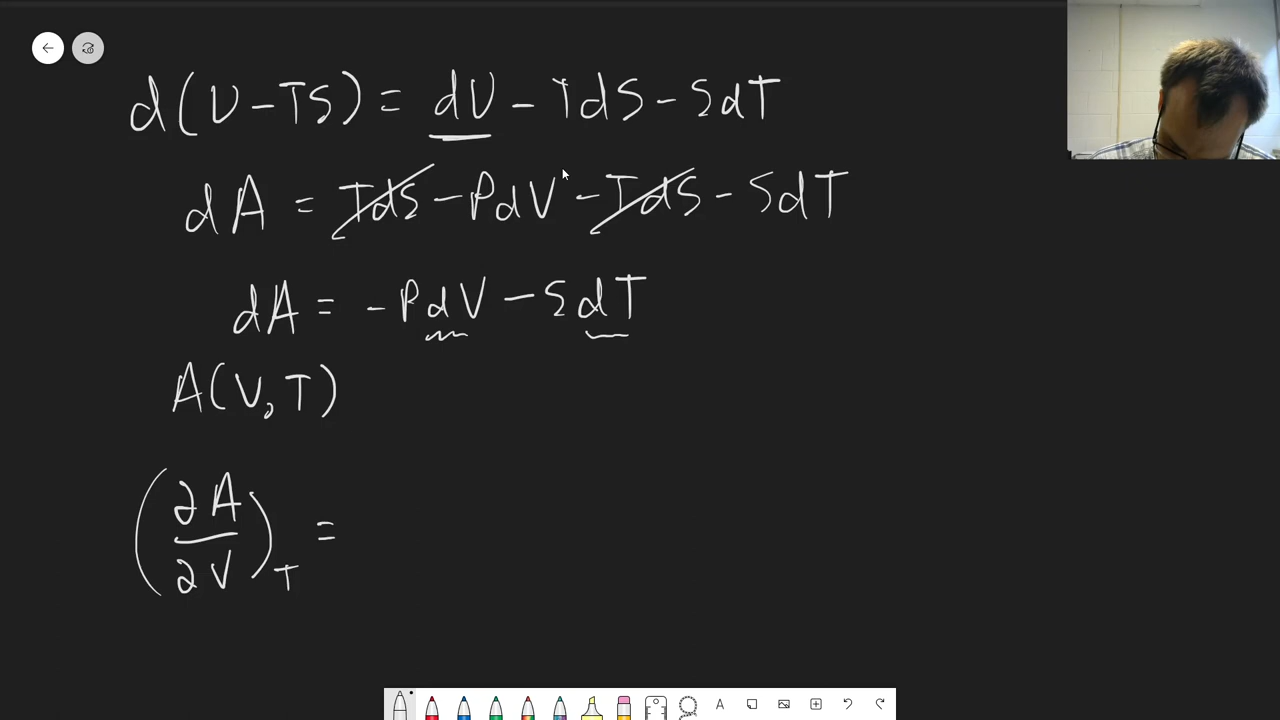 d(U-TS) = dU - TdS - SdT
dA = TdS - PdV - TdS - SdT
dA = -PdV - SdT
A(V,T)
(∂A/∂V)_T =
A